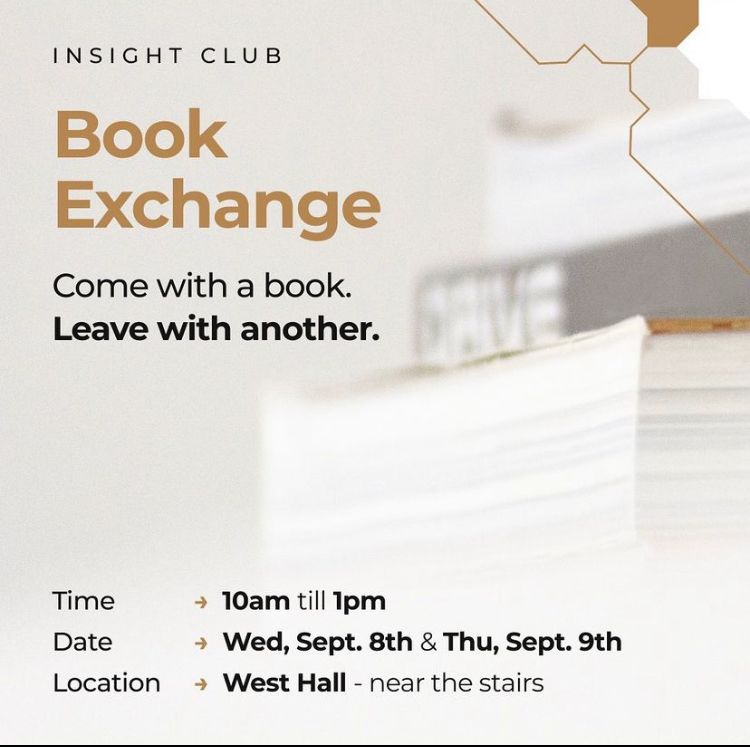 INSIGHT CLUB
Book
Exchange
Come with a book.
Leave with another.
Time → 10am till 1pm
Date → Wed, Sept. 8th & Thu, Sept. 9th
Location → West Hall - near the stairs